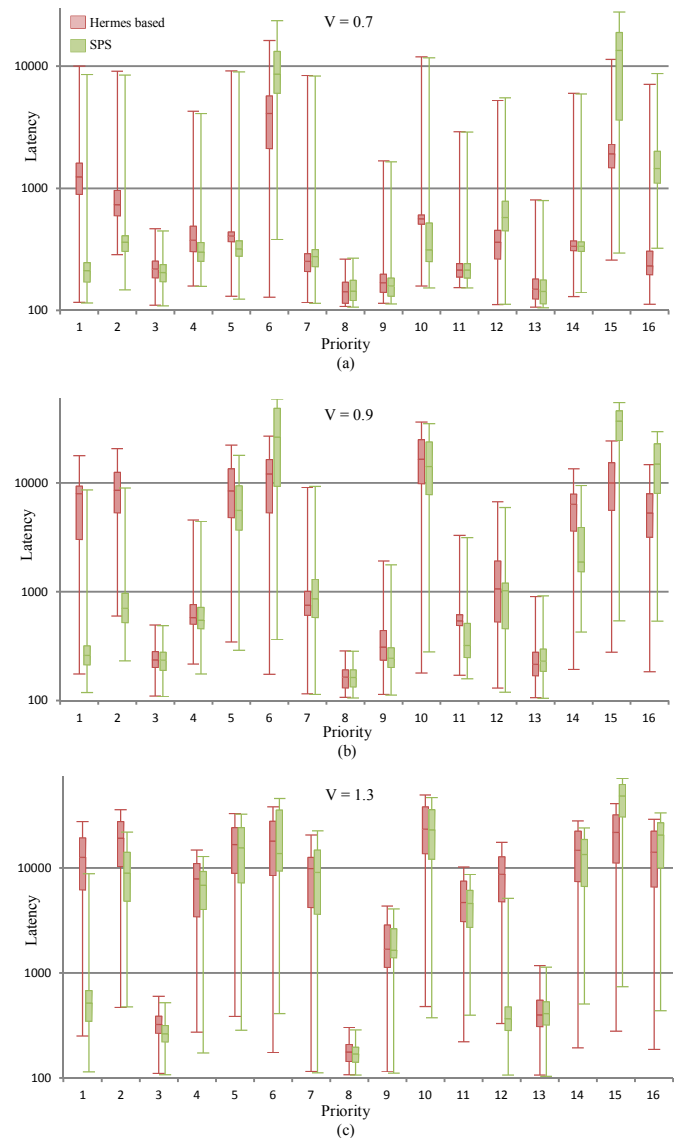 V = 0.7
Hermes based
SPS
10000
1000
100
Latency
1 2 3 4 5 6 7 8 9 10 11 12 13 14 15 16
Priority
(a)
V = 0.9
10000
1000
100
Latency
1 2 3 4 5 6 7 8 9 10 11 12 13 14 15 16
Priority
(b)
V = 1.3
10000
1000
100
Latency
1 2 3 4 5 6 7 8 9 10 11 12 13 14 15 16
Priority
(c)